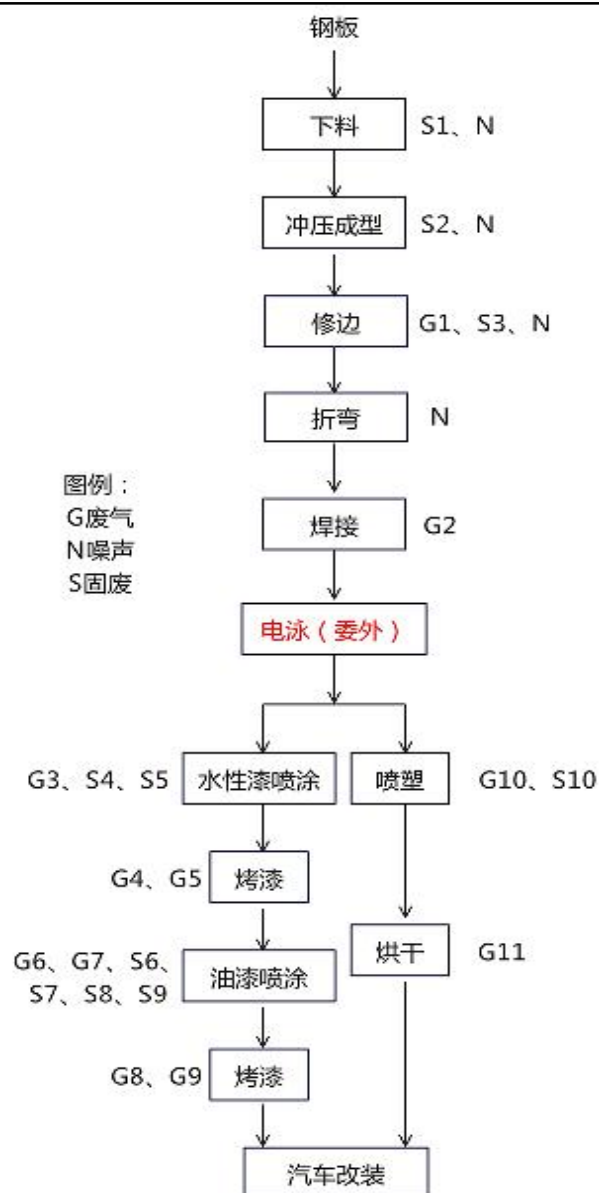 钢板
下料
S1、N
冲压成型
S2、N
修边
G1、S3、N
折弯
N
图例：
G废气
N噪声
S固废
焊接
G2
电泳（委外）
G3、S4、S5
水性漆喷涂
喷塑
G10、S10
G4、G5
烤漆
G6、G7、S6、
S7、S8、S9
油漆喷涂
烘干
G11
G8、G9
烤漆
汽车改装